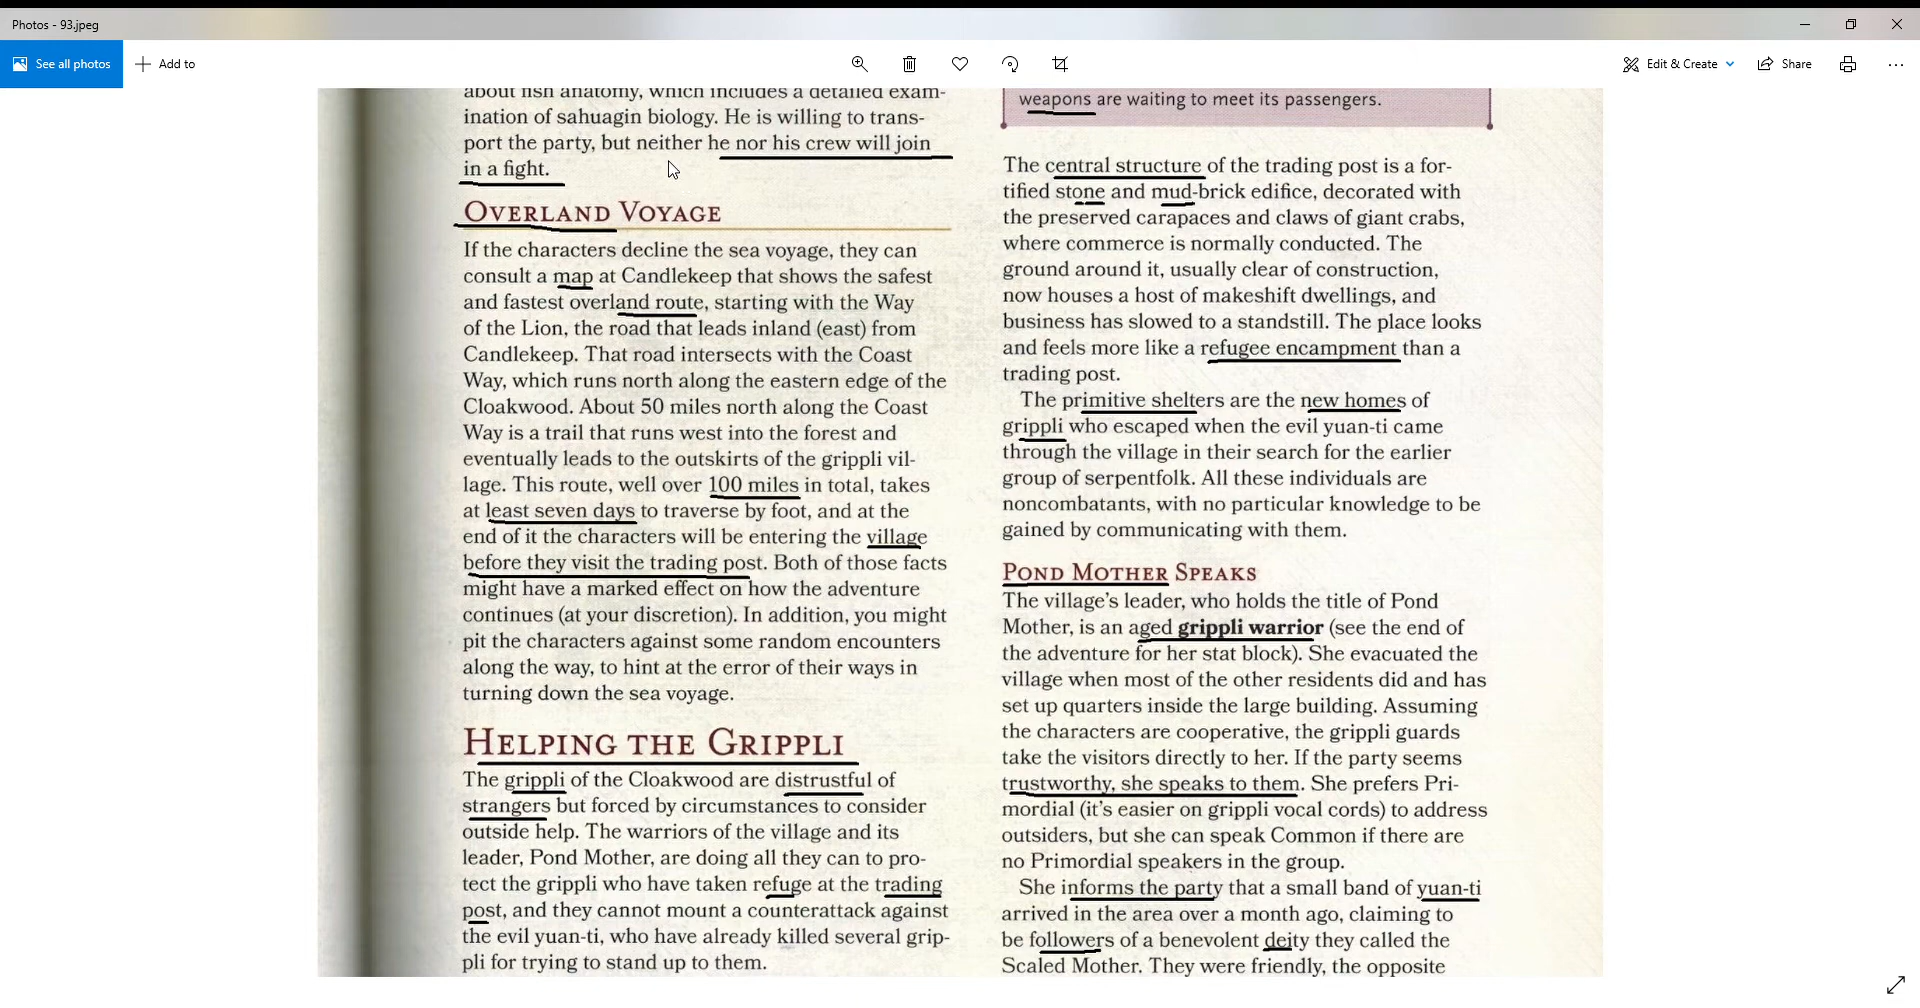 Photos - 93.jpeg
See all photos
Add to
Edit & Create
Share
about fish anatomy, which includes a detailed exam-
ination of sahuagin biology. He is willing to trans-
port the party, but neither he nor his crew will join
in a fight.
OVERLAND VOYAGE
If the characters decline the sea voyage, they can
consult a map at Candlekeep that shows the safest
and fastest overland route, starting with the Way
of the Lion, the road that leads inland (east) from
Candlekeep. That road intersects with the Coast
Way, which runs north along the eastern edge of the
Cloakwood. About 50 miles north along the Coast
Way is a trail that runs west into the forest and
eventually leads to the outskirts of the grippli vil-
lage. This route, well over 100 miles in total, takes
at least seven days to traverse by foot, and at the
end of it the characters will be entering the village
before they visit the trading post. Both of those facts
might have a marked effect on how the adventure
continues (at your discretion). In addition, you might
pit the characters against some random encounters
along the way, to hint at the error of their ways in
turning down the sea voyage.
HELPING THE GRIPPLI
The grippli of the Cloakwood are distrustful of
strangers but forced by circumstances to consider
outside help. The warriors of the village and its
leader, Pond Mother, are doing all they can to pro-
tect the grippli who have taken refuge at the trading
post, and they cannot mount a counterattack against
the evil yuan-ti, who have already killed several grip-
pli for trying to stand up to them.
weapons are waiting to meet its passengers.
The central structure of the trading post is a for-
tified stone and mud-brick edifice, decorated with
the preserved carapaces and claws of giant crabs,
where commerce is normally conducted. The
ground around it, usually clear of construction,
now houses a host of makeshift dwellings, and
business has slowed to a standstill. The place looks
and feels more like a refugee encampment than a
trading post.
The primitive shelters are the new homes of
grippli who escaped when the evil yuan-ti came
through the village in their search for the earlier
group of serpentfolk. All these individuals are
noncombatants, with no particular knowledge to be
gained by communicating with them.
POND MOTHER SPEAKS
The village's leader, who holds the title of Pond
Mother, is an aged grippli warrior (see the end of
the adventure for her stat block). She evacuated the
village when most of the other residents did and has
set up quarters inside the large building. Assuming
the characters are cooperative, the grippli guards
take the visitors directly to her. If the party seems
trustworthy, she speaks to them. She prefers Pri-
mordial (it's easier on grippli vocal cords) to address
outsiders, but she can speak Common if there are
no Primordial speakers in the group.
She informs the party that a small band of yuan-ti
arrived in the area over a month ago, claiming to
be followers of a benevolent deity they called the
Scaled Mother. They were friendly, the opposite